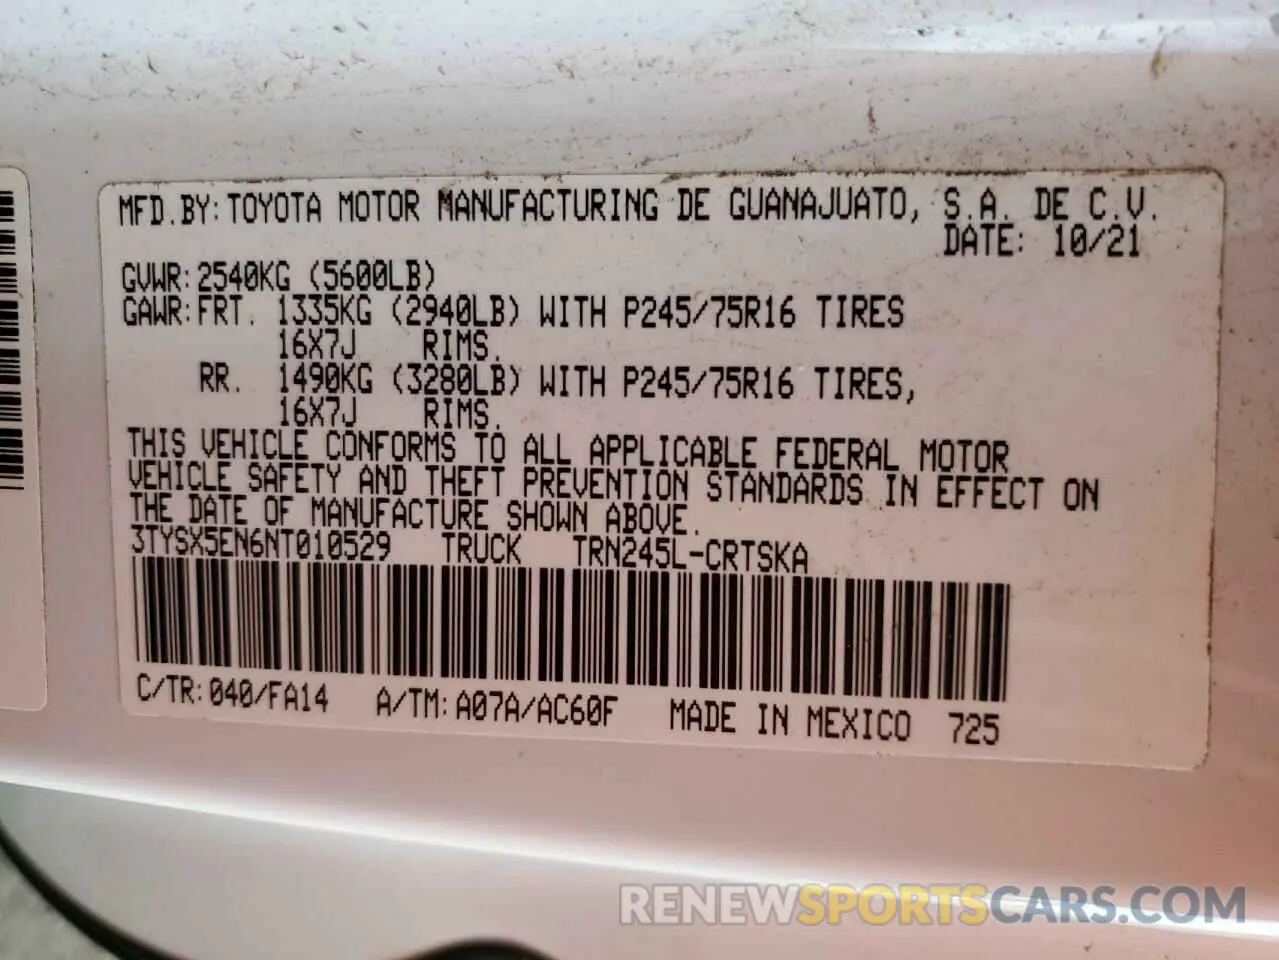 MFD.BY:TOYOTA MOTOR MANUFACTURING DE GUANAJUATO, S.A. DE C.V.
DATE: 10/21
GVWR:2540KG (5600LB)
GAWR:FRT. 1335KG (2940LB) WITH P245/75R16 TIRES
16X7J RIMS.
RR. 1490KG (3280LB) WITH P245/75R16 TIRES,
16X7J RIMS.
THIS VEHICLE CONFORMS TO ALL APPLICABLE FEDERAL MOTOR
VEHICLE SAFETY AND THEFT PREVENTION STANDARDS IN EFFECT ON
THE DATE OF MANUFACTURE SHOWN ABOVE.
3TYSX5EN6NT010529 TRUCK TRN245L-CRTSKA
C/TR:040/FA14 A/TM:A07A/AC60F MADE IN MEXICO 725
RENEWSPORTSCARS.COM